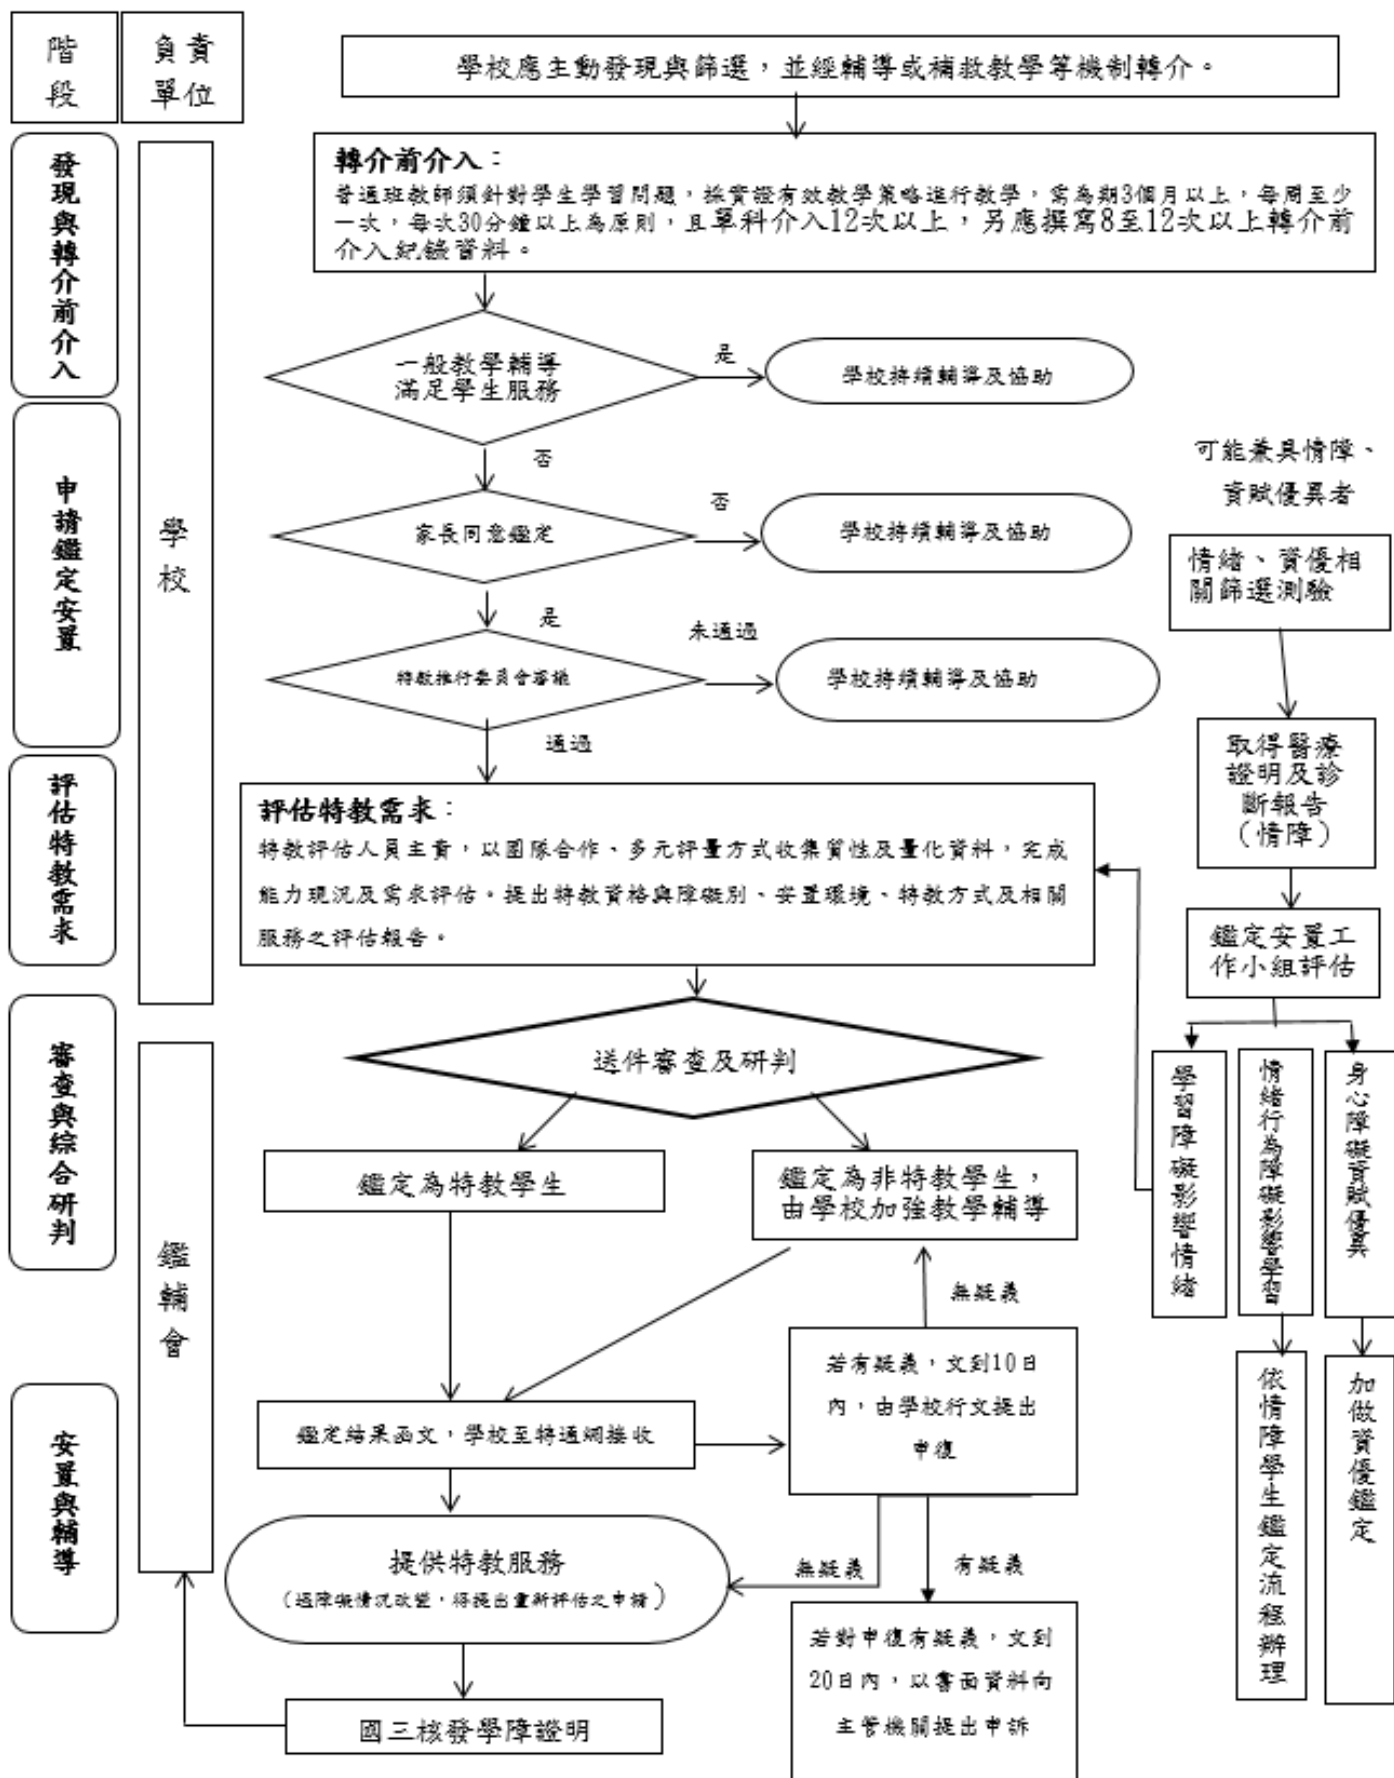 階段
負責單位
學校應主動發現與篩選，並經輔導或補救教學等機制轉介。
發現與轉介前介入
轉介前介入：
普通班教師須針對學生學習問題，採實證有效教學策略進行教學，需為期3個月以上，每周至少
一次，每次30分鐘以上為原則，且單科介入12次以上，另應撰寫8至12次以上轉介前
介入紀錄資料。
一般教學輔導
滿足學生服務
是
學校持續輔導及協助
否
申請鑑定安置
學校
家長同意鑑定
否
學校持續輔導及協助
是
特教推行委員會審議
未通過
學校持續輔導及協助
通過
可能兼具情障、
資賦優異者
情緒、資優相
關篩選測驗
取得醫療
證明及診
斷報告
（情障）
鑑定安置工
作小組評估
評估特教需求
評估特教需求：
特教評估人員主責，以團隊合作、多元評量方式收集質性及量化資料，完成
能力現況及需求評估。提出特教資格與障礙別、安置環境、特教方式及相關
服務之評估報告。
審查與綜合研判
鑑輔會
送件審查及研判
鑑定為特教學生
鑑定為非特教學生，
由學校加強教學輔導
學習障礙影響情緒
情緒行為障礙影響學習
身心障礙資賦優異
無疑義
若有疑義，文到10日
內，由學校行文提出
申復
依情障學生鑑定流程辦理
加做資優鑑定
安置與輔導
鑑定結果函文，學校至特通網接收
提供特教服務
（遇障礙情況改變，得提出重新評估之申請）
無疑義
有疑義
若對申復有疑義，文到
20日內，以書面資料向
主管機關提出申訴
國三核發學障證明